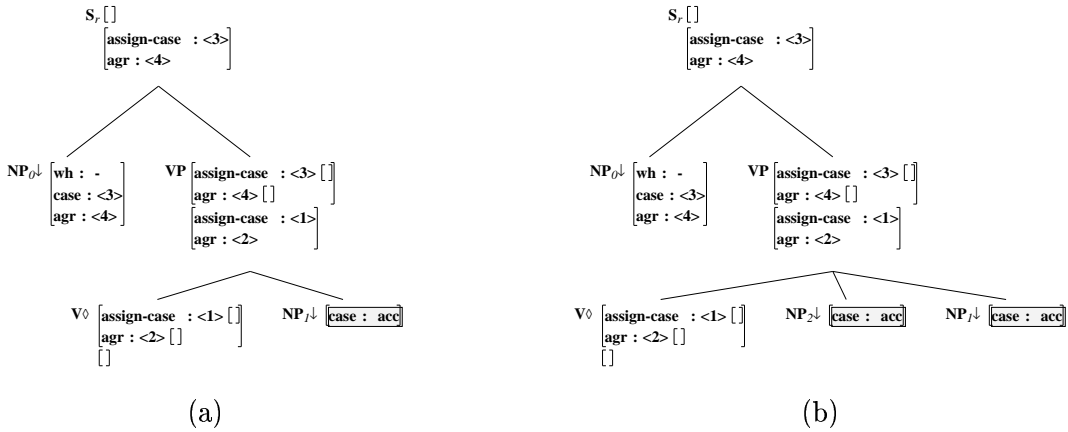 S_r []
[assign-case : <3>
agr : <4>]
NP_0↓ [wh : -
case : <3>
agr : <4>]
VP [assign-case : <3> []
agr : <4> []]
[assign-case : <1>
agr : <2>]
V◊ [assign-case : <1> []
agr : <2> []]
[]
NP_1↓ [case : acc]
(a)
S_r []
[assign-case : <3>
agr : <4>]
NP_0↓ [wh : -
case : <3>
agr : <4>]
VP [assign-case : <3> []
agr : <4> []]
[assign-case : <1>
agr : <2>]
V◊ [assign-case : <1> []
agr : <2> []]
[]
NP_2↓ [case : acc]
NP_1↓ [case : acc]
(b)